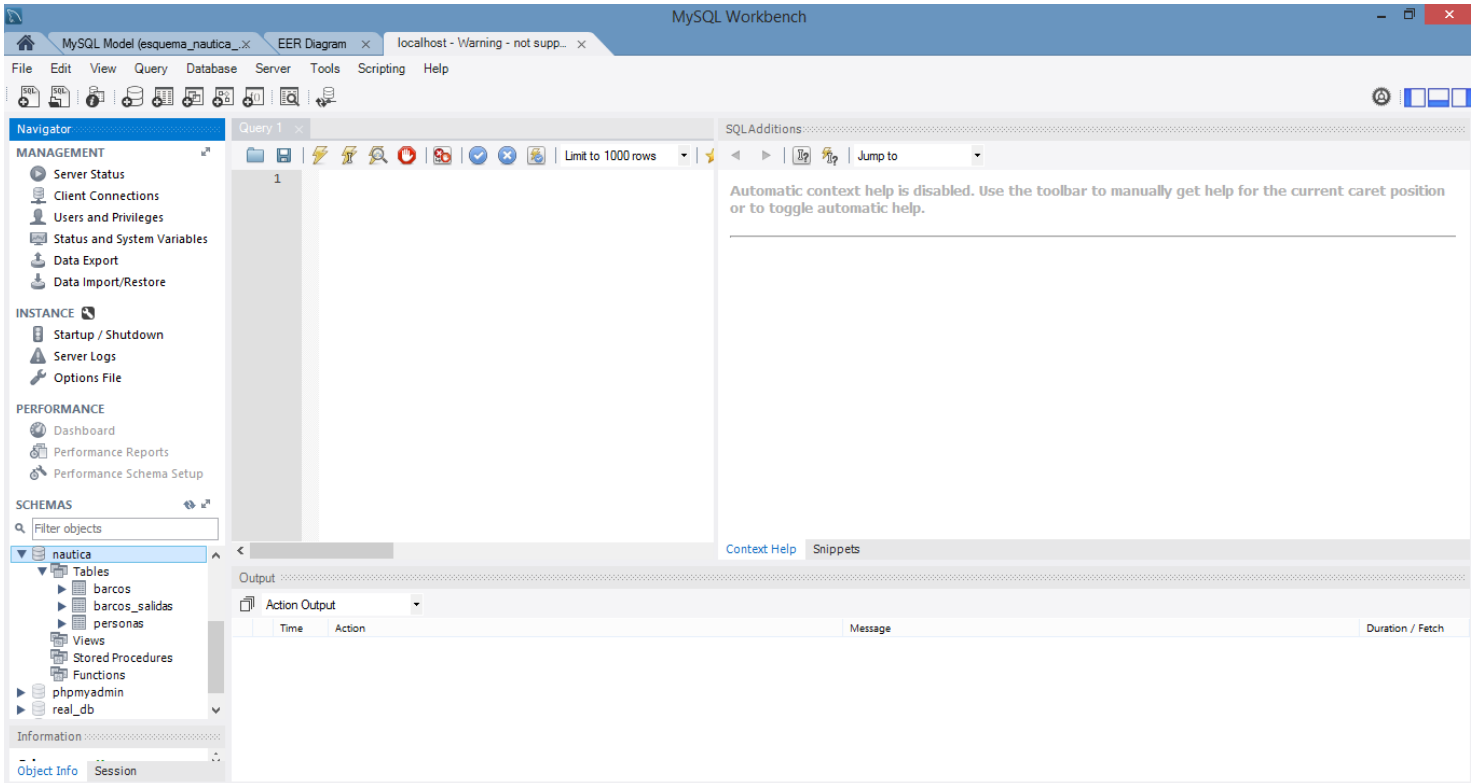 MySQL Workbench
MySQL Model (esquema_nautica_.x EER Diagram x localhost - Warning - not supp... x
File Edit View Query Database Server Tools Scripting Help
Navigator
MANAGEMENT
Server Status
Client Connections
Users and Privileges
Status and System Variables
Data Export
Data Import/Restore
INSTANCE
Startup / Shutdown
Server Logs
Options File
PERFORMANCE
Dashboard
Performance Reports
Performance Schema Setup
SCHEMAS
Filter objects
nautica
Tables
barcos
barcos_salidas
personas
Views
Stored Procedures
Functions
phpmyadmin
real_db
Information
Object Info Session
Query 1 x
Limit to 1000 rows
1
SQLAdditions
Jump to
Automatic context help is disabled. Use the toolbar to manually get help for the current caret position
or to toggle automatic help.
Context Help Snippets
Output
Action Output
Time Action Message Duration / Fetch